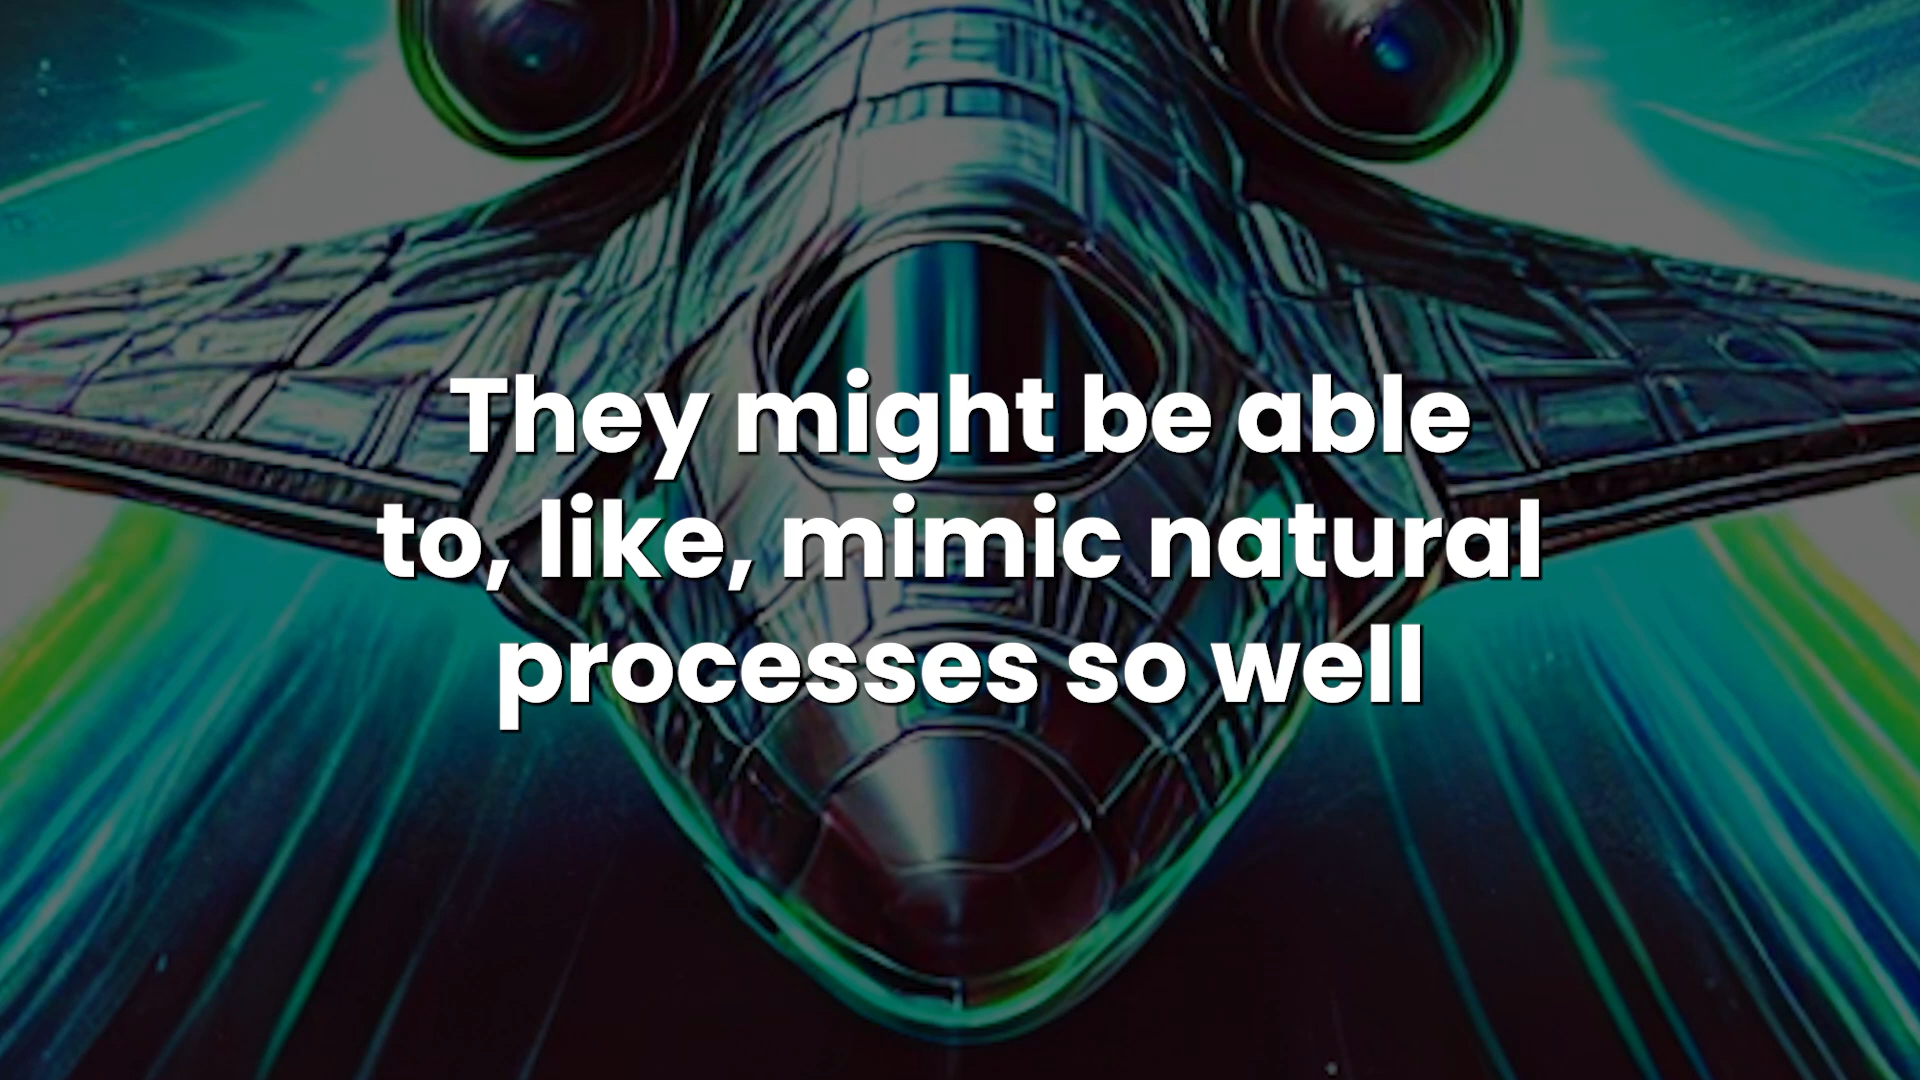 They might be able
to, like, mimic natural
processes so well